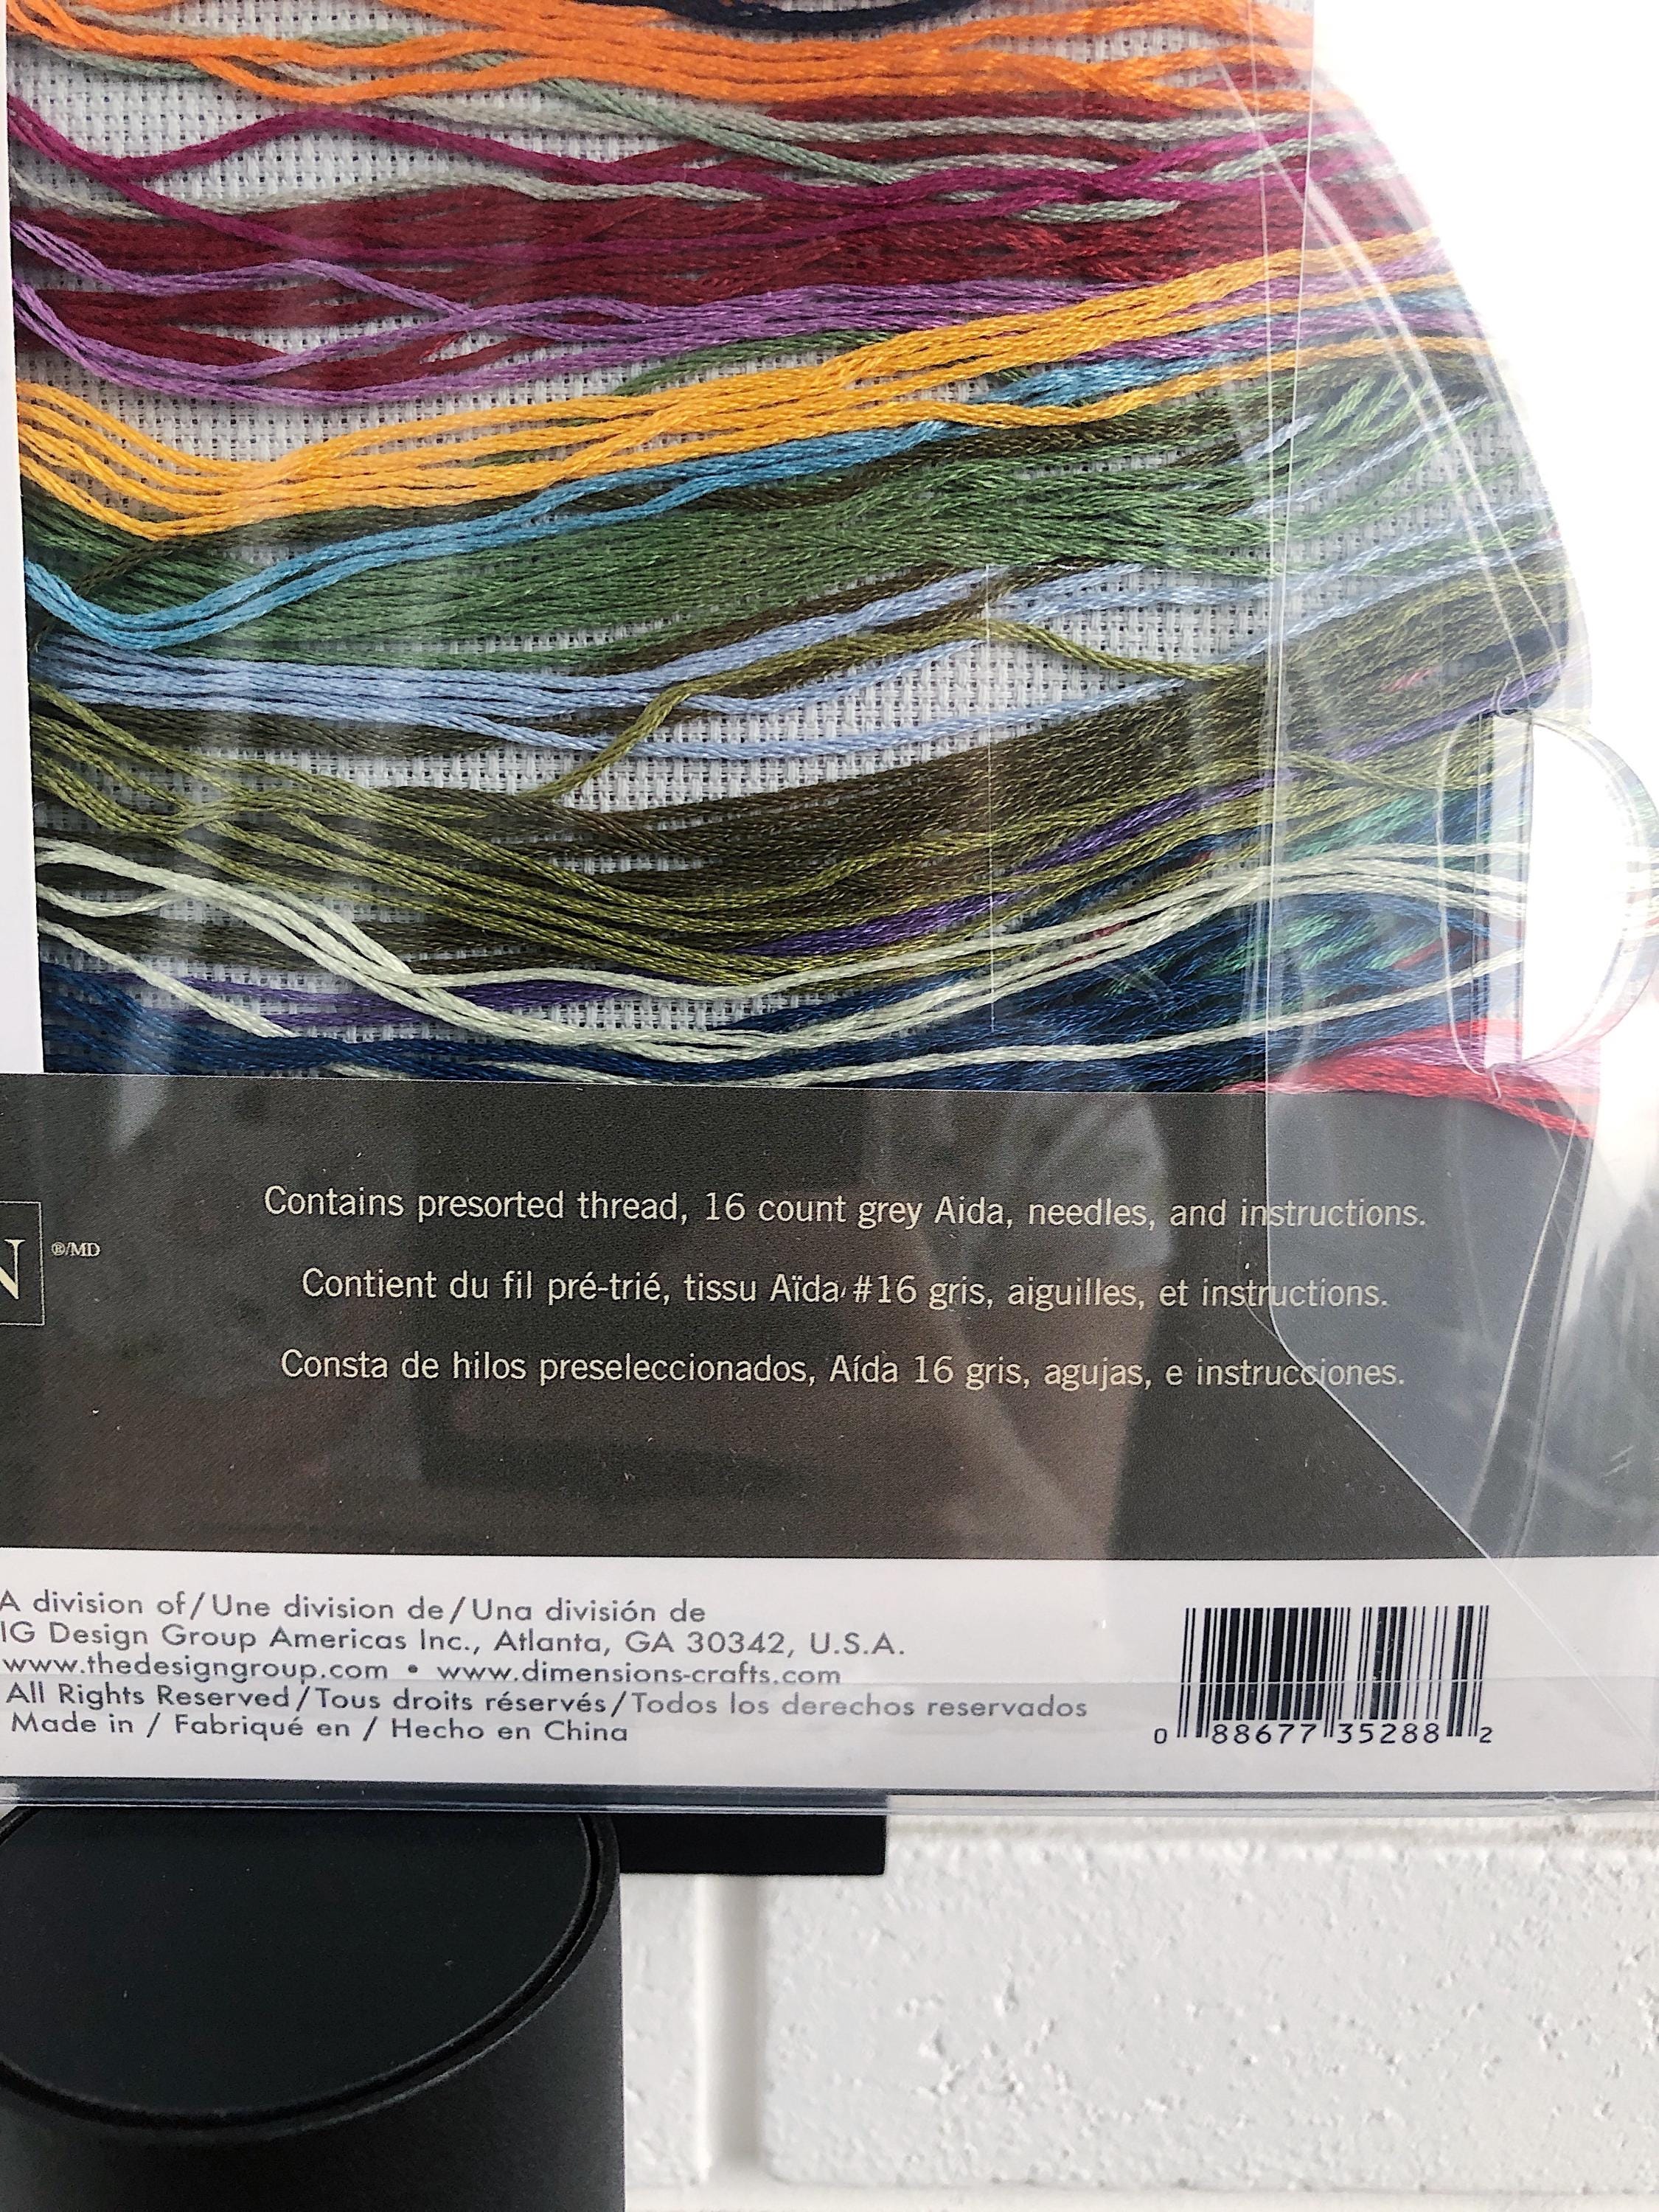 Contains presorted thread, 16 count grey Aida, needles, and instructions.
N ®/MD
Contient du fil pré-trié, tissu Aïda #16 gris, aiguilles, et instructions.
Consta de hilos preseleccionados, Aída 16 gris, agujas, e instrucciones.
A division of/Une division de/Una división de
IG Design Group Americas Inc., Atlanta, GA 30342, U.S.A.
www.thedesigngroup.com • www.dimensions-crafts.com
All Rights Reserved/Tous droits réservés/Todos los derechos reservados
Made in / Fabriqué en / Hecho en China
0 88677 35288 2